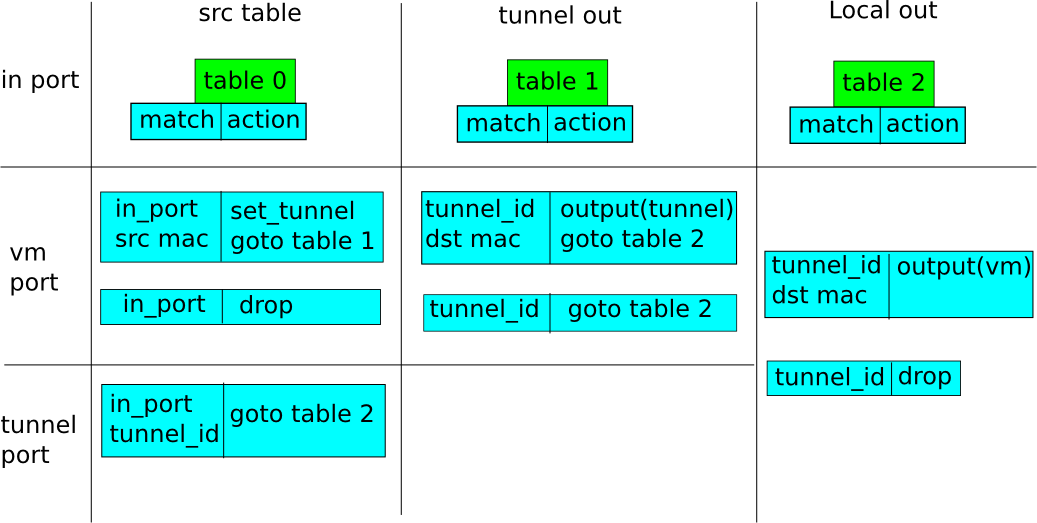 src table
tunnel out
Local out
in port
table 0
table 1
table 2
match action
match action
match action
vm
port
in_port
src mac
set_tunnel
goto table 1
in_port drop
tunnel_id
dst mac
output(tunnel)
goto table 2
tunnel_id goto table 2
tunnel_id
dst mac
output(vm)
tunnel_id drop
tunnel
port
in_port
tunnel_id
goto table 2